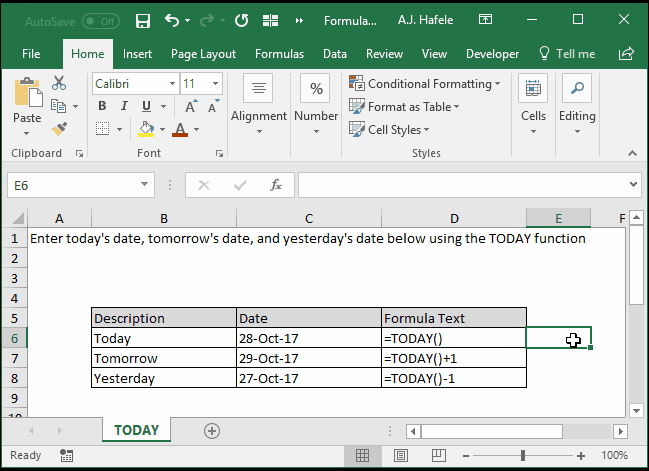 AutoSave Off Formula... A.J. Hafele
File Home Insert Page Layout Formulas Data Review View Developer Tell me
Calibri 11 % Conditional Formatting
Paste B I U A A Alignment Number Format as Table Cells Editing
A Cell Styles
Clipboard Font Styles
E6 fx
A B C D E F
1 Enter today's date, tomorrow's date, and yesterday's date below using the TODAY function
2
3
4
5 Description Date Formula Text
6 Today 28-Oct-17 =TODAY()
7 Tomorrow 29-Oct-17 =TODAY()+1
8 Yesterday 27-Oct-17 =TODAY()-1
9
10
TODAY
Ready 100%